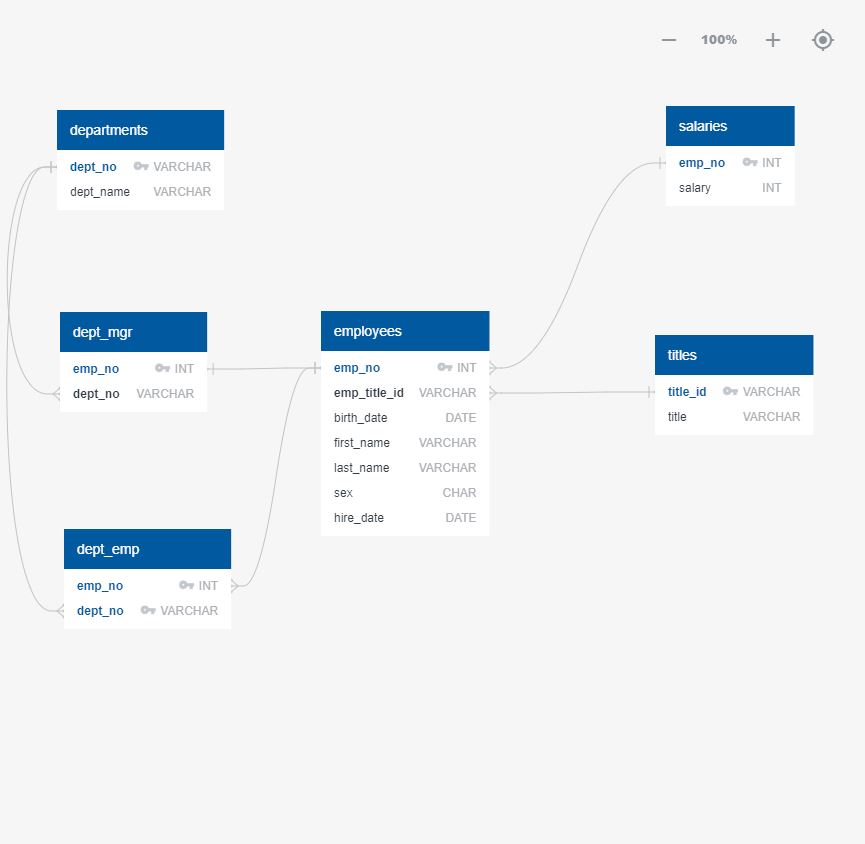 100%
departments
dept_no VARCHAR
dept_name VARCHAR
salaries
emp_no INT
salary INT
dept_mgr
emp_no INT
dept_no VARCHAR
employees
emp_no INT
emp_title_id VARCHAR
birth_date DATE
first_name VARCHAR
last_name VARCHAR
sex CHAR
hire_date DATE
titles
title_id VARCHAR
title VARCHAR
dept_emp
emp_no INT
dept_no VARCHAR